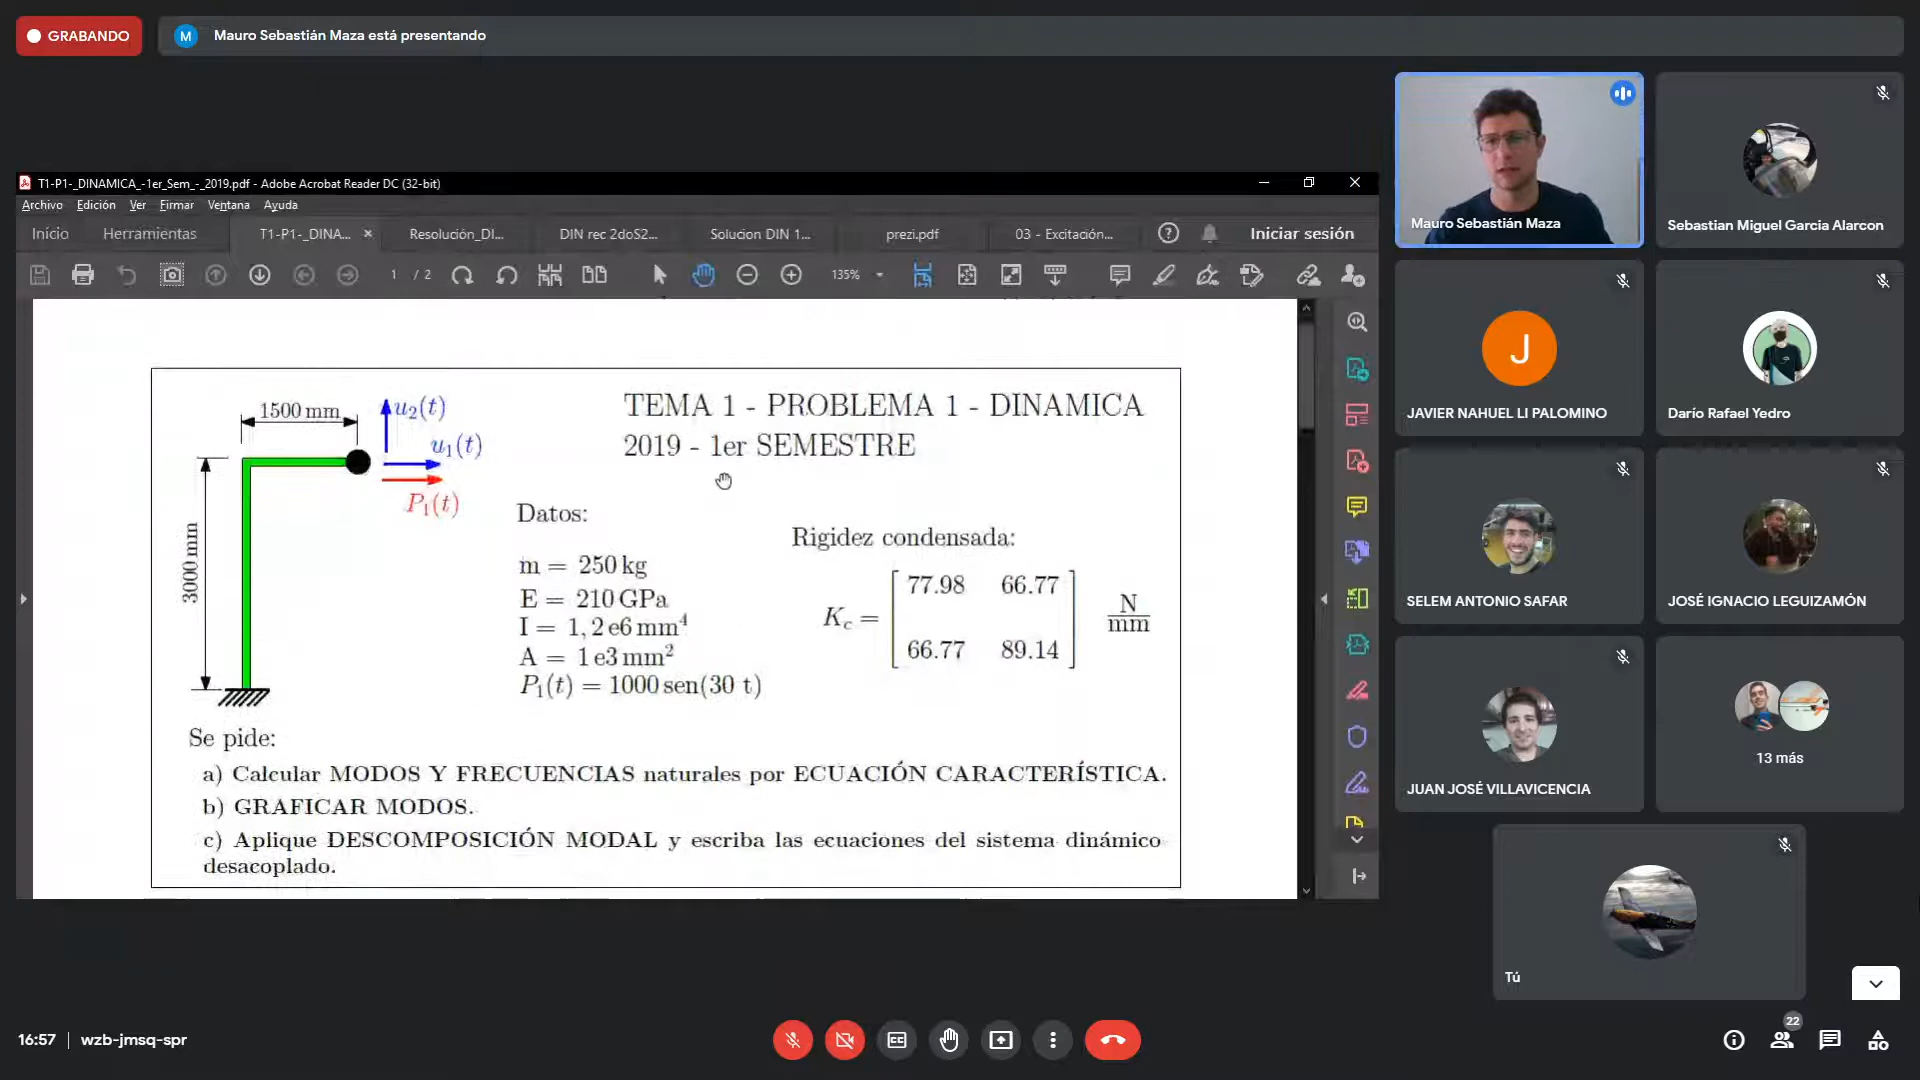 GRABANDO
M
Mauro Sebastián Maza está presentando
T1-P1-_DINAMICA_-1er_Sem_-_2019.pdf - Adobe Acrobat Reader DC (32-bit)
Archivo Edición Ver Firmar Ventana Ayuda
Inicio Herramientas T1-P1-_DINA... Resolución_DI... DIN rec 2doS2... Solucion DIN 1... prezi.pdf 03 - Excitación... Iniciar sesión
1 / 2 135%
1500 mm
u2(t)
u1(t)
P1(t)
3000 mm
TEMA 1 - PROBLEMA 1 - DINAMICA
2019 - 1er SEMESTRE
Datos:
m = 250 kg
E = 210 GPa
I = 1, 2 e6 mm⁴
A = 1 e3 mm²
P1(t) = 1000 sen(30 t)
Rigidez condensada:
77.98 66.77
Kc = N
mm
66.77 89.14
Se pide:
a) Calcular MODOS Y FRECUENCIAS naturales por ECUACIÓN CARACTERÍSTICA.
b) GRAFICAR MODOS.
c) Aplique DESCOMPOSICIÓN MODAL y escriba las ecuaciones del sistema dinámico
desacoplado.
Mauro Sebastián Maza
Sebastian Miguel Garcia Alarcon
J
JAVIER NAHUEL LI PALOMINO
Darío Rafael Yedro
SELEM ANTONIO SAFAR
JOSÉ IGNACIO LEGUIZAMÓN
JUAN JOSÉ VILLAVICENCIA
13 más
Tú
16:57 | wzb-jmsq-spr
22